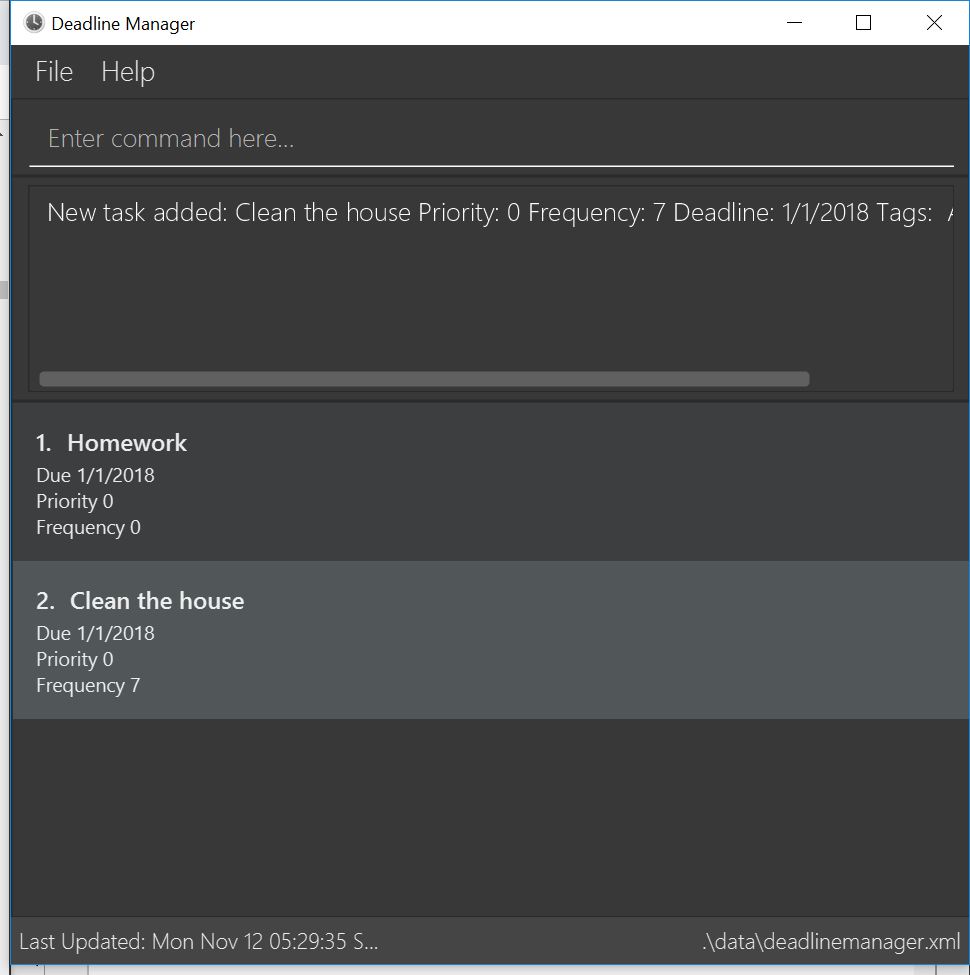 Deadline Manager
File Help
Enter command here...
New task added: Clean the house Priority: 0 Frequency: 7 Deadline: 1/1/2018 Tags:
1. Homework
Due 1/1/2018
Priority 0
Frequency 0
2. Clean the house
Due 1/1/2018
Priority 0
Frequency 7
Last Updated: Mon Nov 12 05:29:35 S... .\data\deadlinemanager.xml